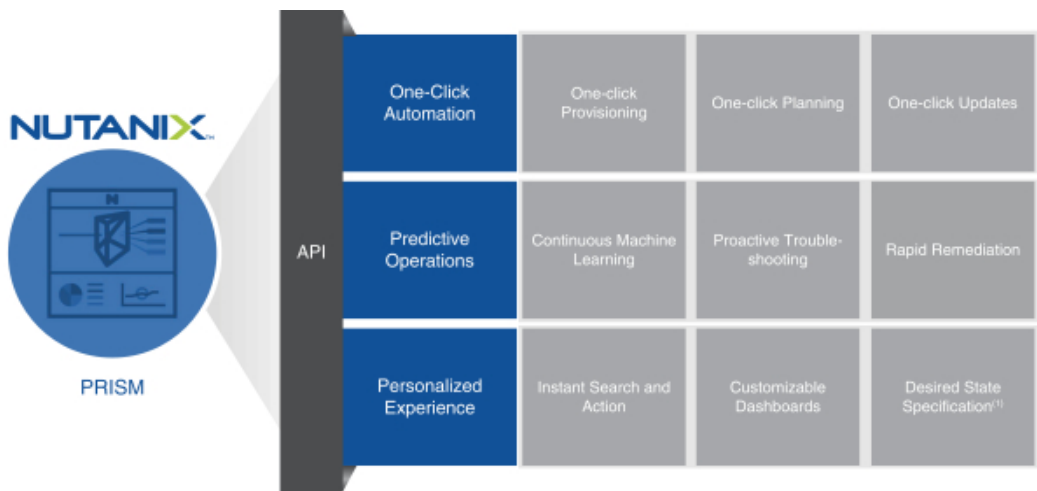 NUTANIX™
N
PRISM
API
One-Click
Automation
One-click
Provisioning
One-click Planning
One-click Updates
Predictive
Operations
Continuous Machine
Learning
Proactive Trouble-
shooting
Rapid Remediation
Personalized
Experience
Instant Search and
Action
Customizable
Dashboards
Desired State
Specification(1)